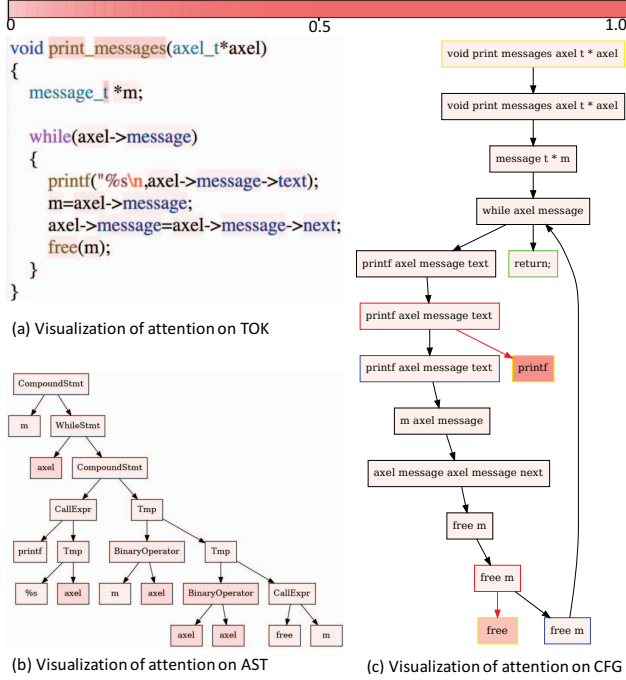 0.5
1.0
void print_messages(axel_t*axel)
{
message_t *m;
while(axel->message)
{
printf("%s\n,axel->message->text);
m=axel->message;
axel->message=axel->message->next;
free(m);
}
}
(a) Visualization of attention on TOK
CompoundStmt
m
WhileStmt
axel
CompoundStmt
CallExpr
Tmp
printf
Tmp
BinaryOperator
Tmp
%s
axel
m
axel
BinaryOperator
CallExpr
axel
axel
free
m
(b) Visualization of attention on AST
void print messages axel t * axel
void print messages axel t * axel
message t * m
while axel message
printf axel message text
return;
printf axel message text
printf axel message text
printf
m axel message
axel message axel message next
free m
free m
free
free m
(c) Visualization of attention on CFG